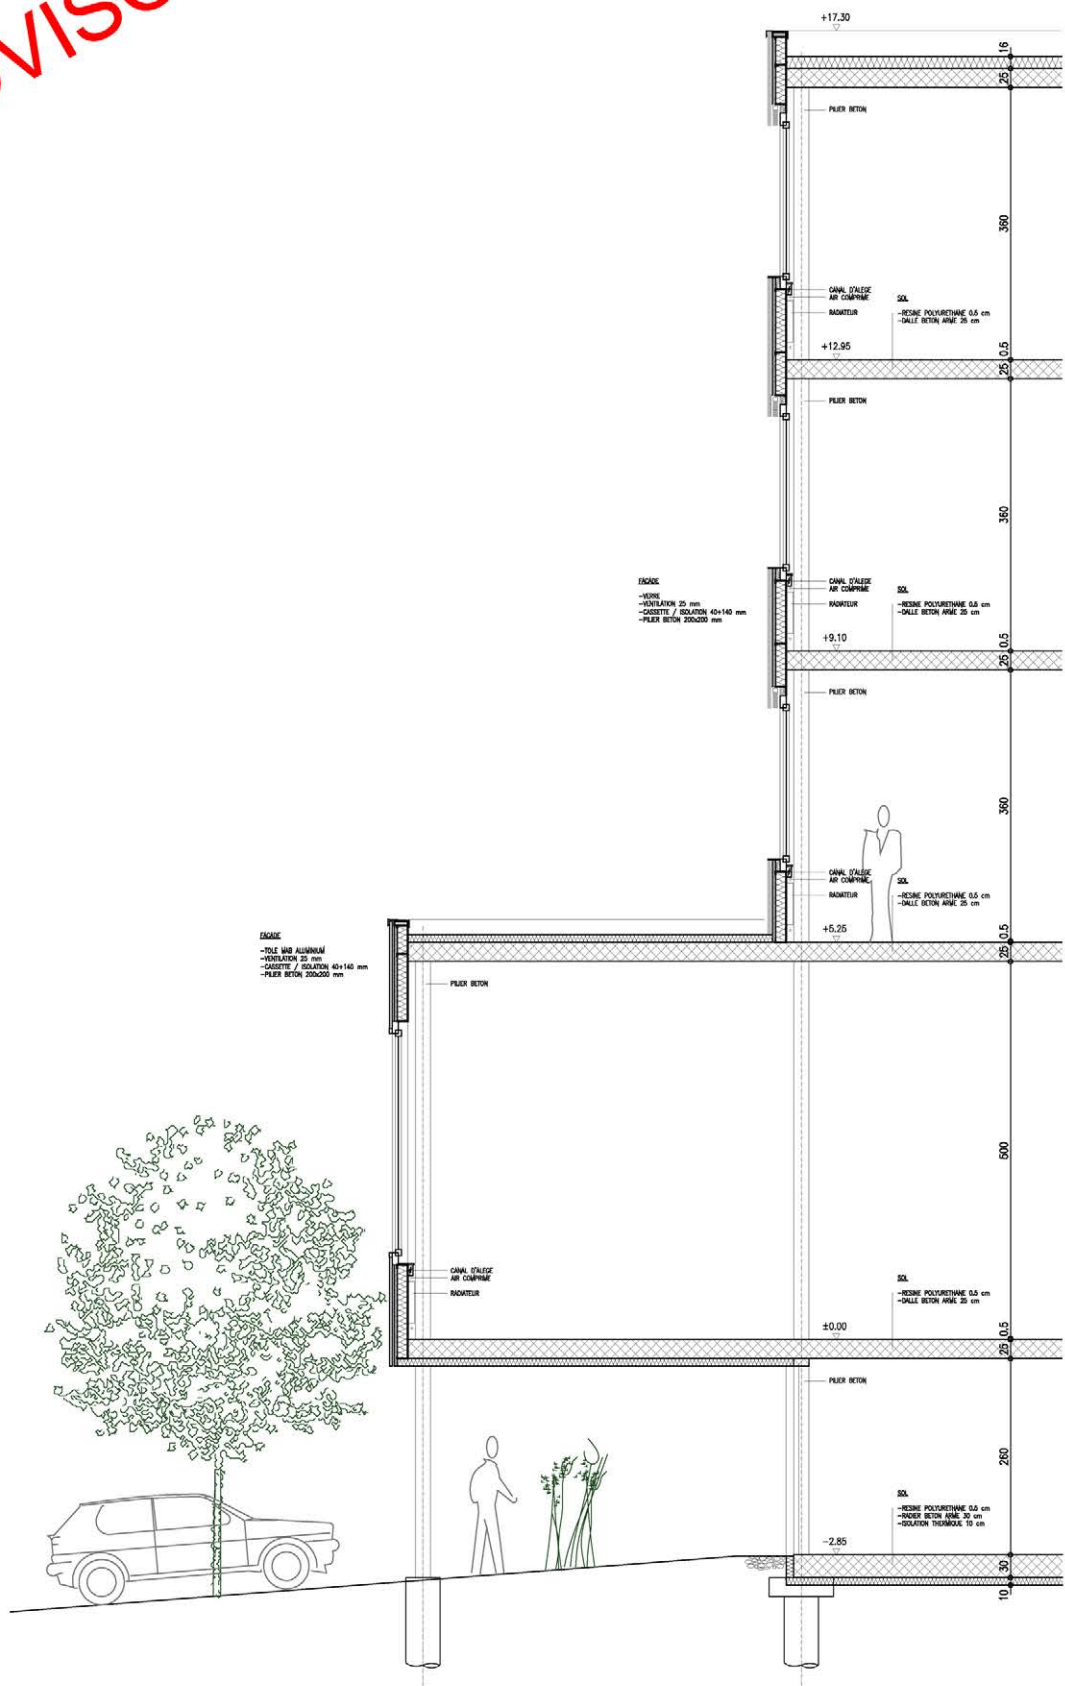 VISO
+17.30
16
25
PILIER BETON
360
CANAL D'ALEGE
AIR COMPRIME
RADIATEUR
SOL
-RESINE POLYURETHANE 0.5 cm
-DALLE BETON ARME 25 cm
+12.95
0.5
25
PILIER BETON
360
FAÇADE
-VERRE
-VENTILATION 25 mm
-CASSETTE / ISOLATION 40+140 mm
-PILIER BETON 200x200 mm
CANAL D'ALEGE
AIR COMPRIME
RADIATEUR
SOL
-RESINE POLYURETHANE 0.5 cm
-DALLE BETON ARME 25 cm
+9.10
0.5
25
PILIER BETON
360
CANAL D'ALEGE
AIR COMPRIME
RADIATEUR
SOL
-RESINE POLYURETHANE 0.5 cm
-DALLE BETON ARME 25 cm
+5.25
0.5
25
FAÇADE
-TOLE MAB ALUMINIUM
-VENTILATION 25 mm
-CASSETTE / ISOLATION 40+140 mm
-PILIER BETON 200x200 mm
PILIER BETON
500
CANAL D'ALEGE
AIR COMPRIME
RADIATEUR
SOL
-RESINE POLYURETHANE 0.5 cm
-DALLE BETON ARME 25 cm
±0.00
0.5
25
PILIER BETON
260
SOL
-RESINE POLYURETHANE 0.5 cm
-RADIER BETON ARME 30 cm
-ISOLATION THERMIQUE 10 cm
-2.85
30
10